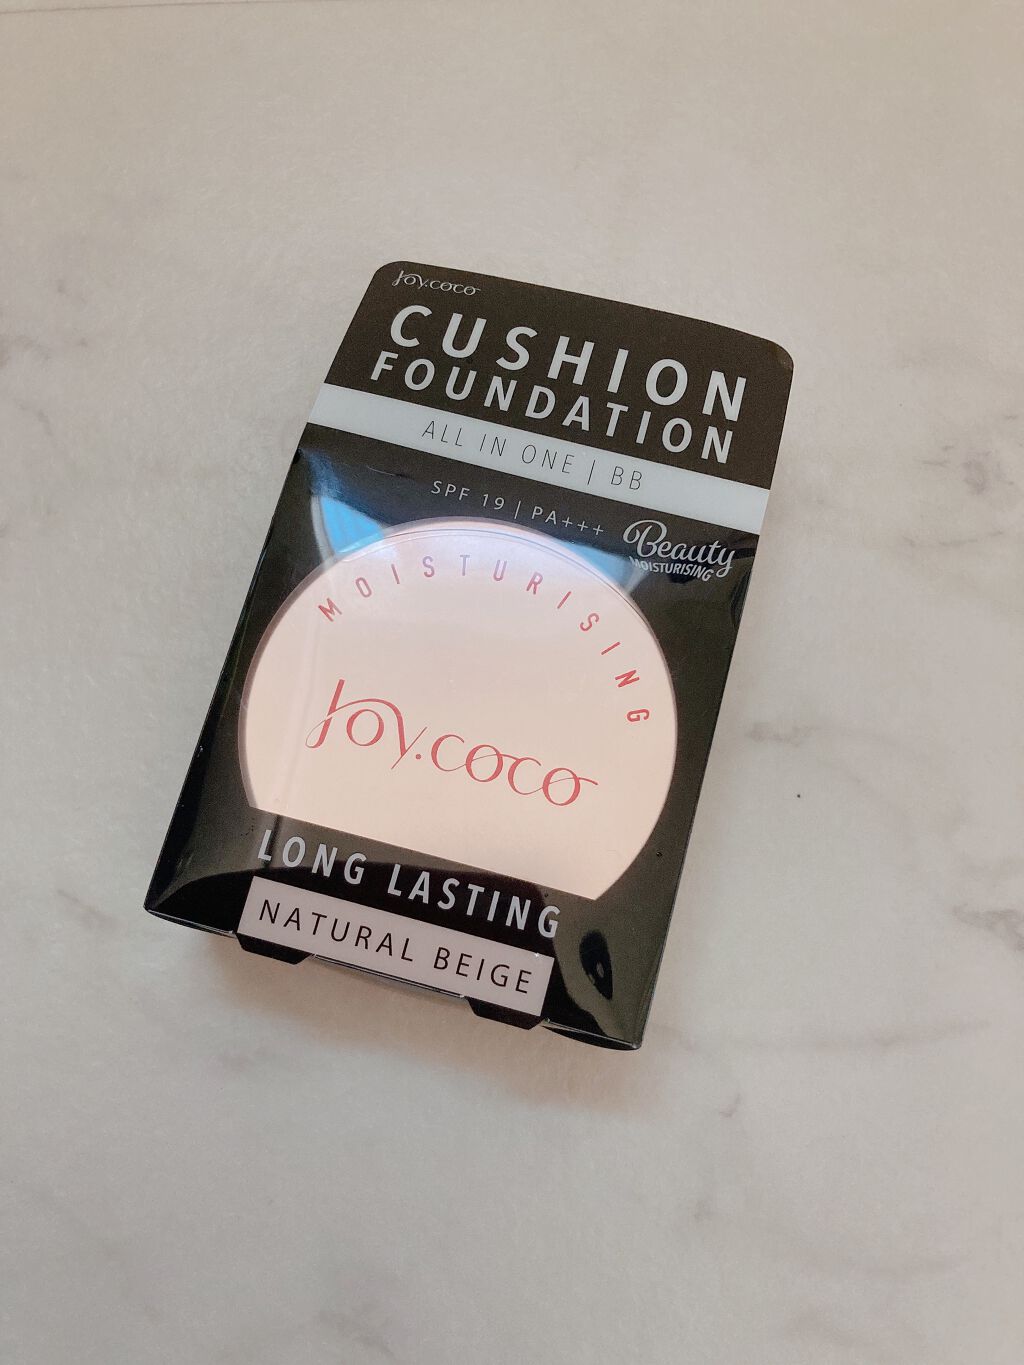 Joy.coco
CUSHION
FOUNDATION
ALL IN ONE | BB
SPF 19 | PA+++
Beauty
MOISTURISING
MOISTURISING
Joy.coco
LONG LASTING
NATURAL BEIGE